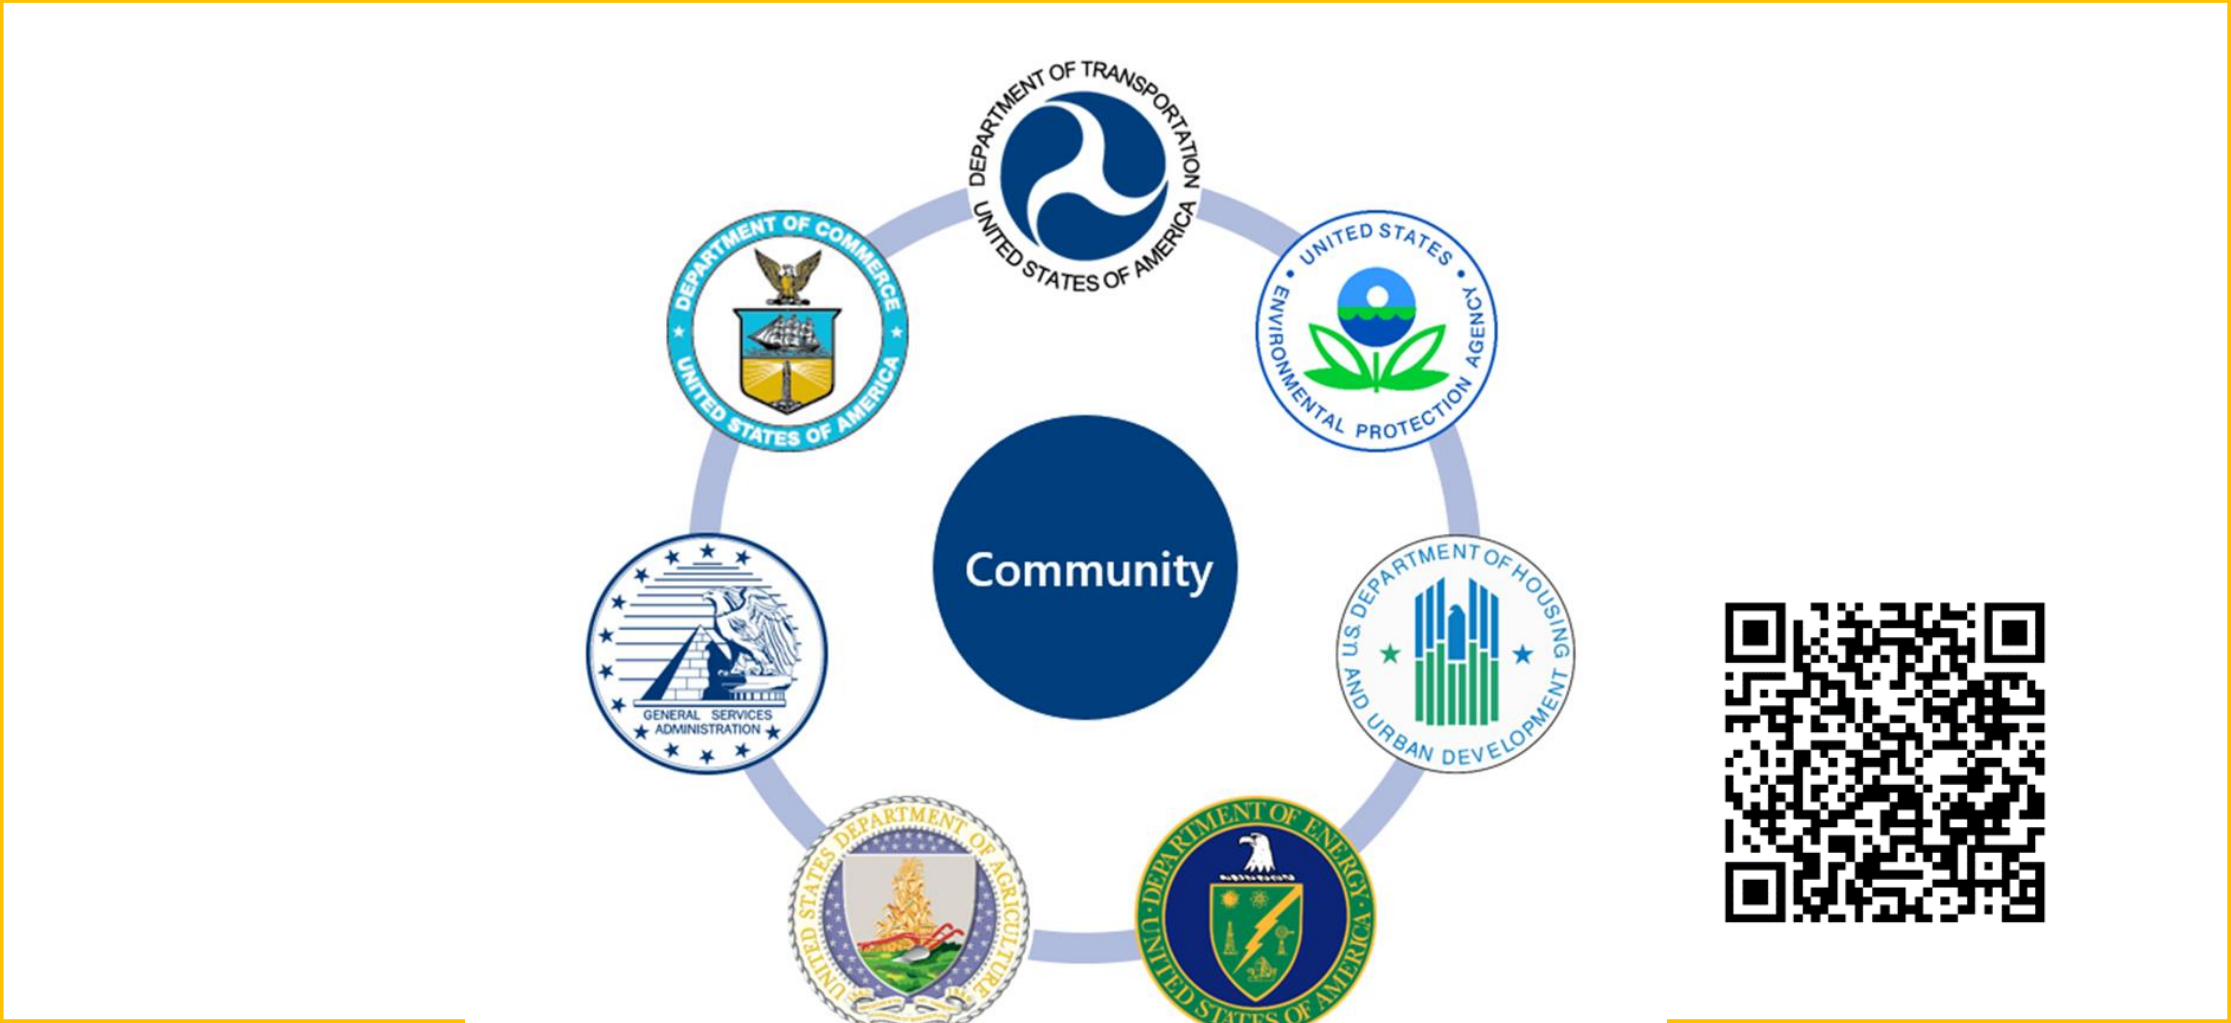 DEPARTMENT OF TRANSPORTATION
UNITED STATES OF AMERICA
DEPARTMENT OF COMMERCE
UNITED STATES OF AMERICA
UNITED STATES
ENVIRONMENTAL PROTECTION AGENCY
Community
GENERAL SERVICES
ADMINISTRATION
U.S. DEPARTMENT OF HOUSING
AND URBAN DEVELOPMENT
UNITED STATES DEPARTMENT OF AGRICULTURE
DEPARTMENT OF ENERGY
UNITED STATES OF AMERICA